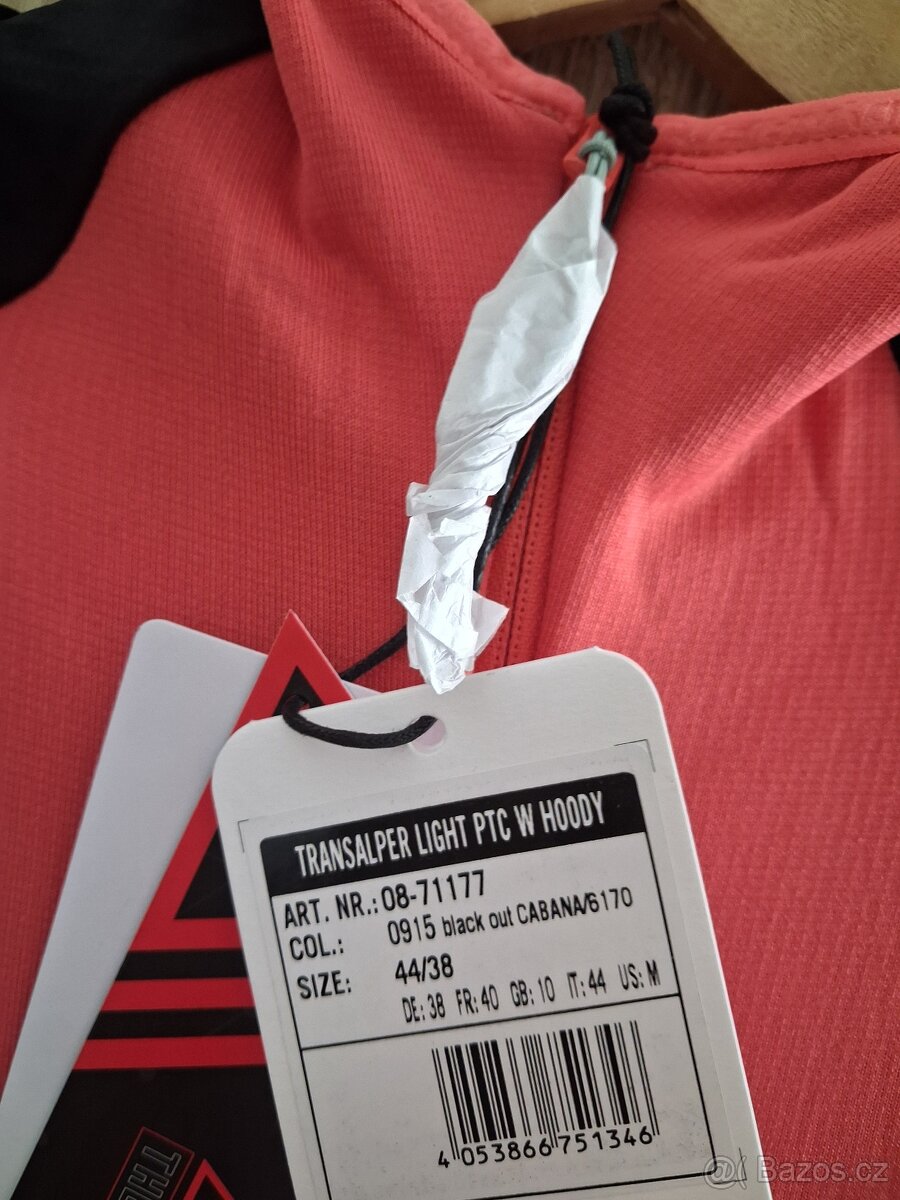 TRANSALPER LIGHT PTC W HOODY
ART. NR.: 08-71177
COL.: 0915 black out CABANA/6170
SIZE: 44/38
DE: 38 FR: 40 GB: 10 IT: 44 US: M
4 053866 751346
Bazos.cz